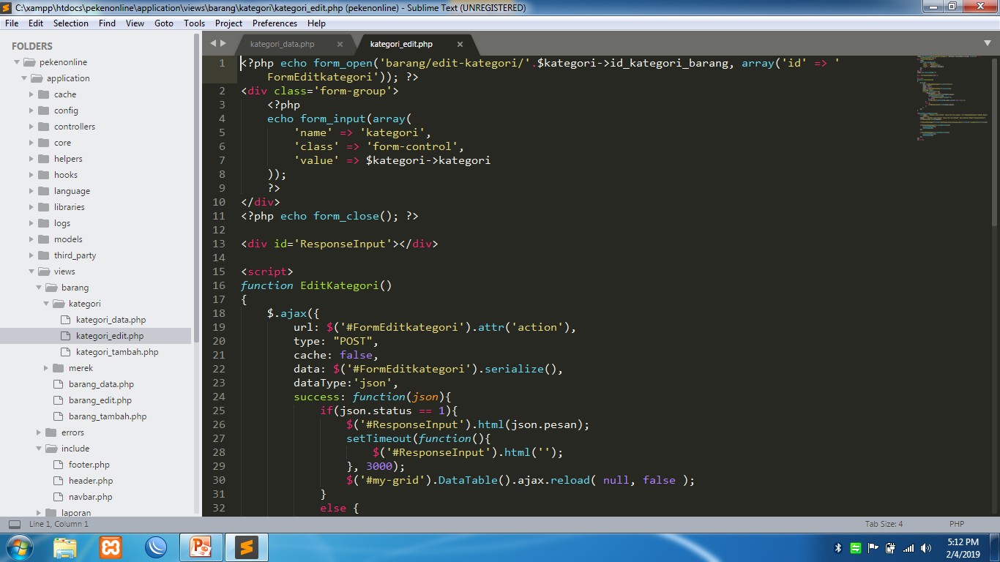 C:\xampp\htdocs\pekenonline\application\views\barang\kategori\kategori_edit.php (pekenonline) - Sublime Text (UNREGISTERED)
File Edit Selection Find View Goto Tools Project Preferences Help
FOLDERS
pekenonline
application
cache
config
controllers
core
helpers
hooks
language
libraries
logs
models
third_party
views
barang
kategori
kategori_data.php
kategori_edit.php
kategori_tambah.php
merek
barang_data.php
barang_edit.php
barang_tambah.php
errors
include
footer.php
header.php
navbar.php
laporan
kategori_data.php × kategori_edit.php ×
1 <?php echo form_open('barang/edit-kategori/'.$kategori->id_kategori_barang, array('id' => '
FormEditkategori')); ?>
2 <div class='form-group'>
3 <?php
4 echo form_input(array(
5 'name' => 'kategori',
6 'class' => 'form-control',
7 'value' => $kategori->kategori
8 ));
9 ?>
10 </div>
11 <?php echo form_close(); ?>
12
13 <div id='ResponseInput'></div>
14
15 <script>
16 function EditKategori()
17 {
18 $.ajax({
19 url: $('#FormEditkategori').attr('action'),
20 type: "POST",
21 cache: false,
22 data: $('#FormEditkategori').serialize(),
23 dataType:'json',
24 success: function(json){
25 if(json.status == 1){
26 $('#ResponseInput').html(json.pesan);
27 setTimeout(function(){
28 $('#ResponseInput').html('');
29 }, 3000);
30 $('#my-grid').DataTable().ajax.reload( null, false );
31 }
32 else {
Line 1, Column 1 Tab Size: 4 PHP
5:12 PM
2/4/2019